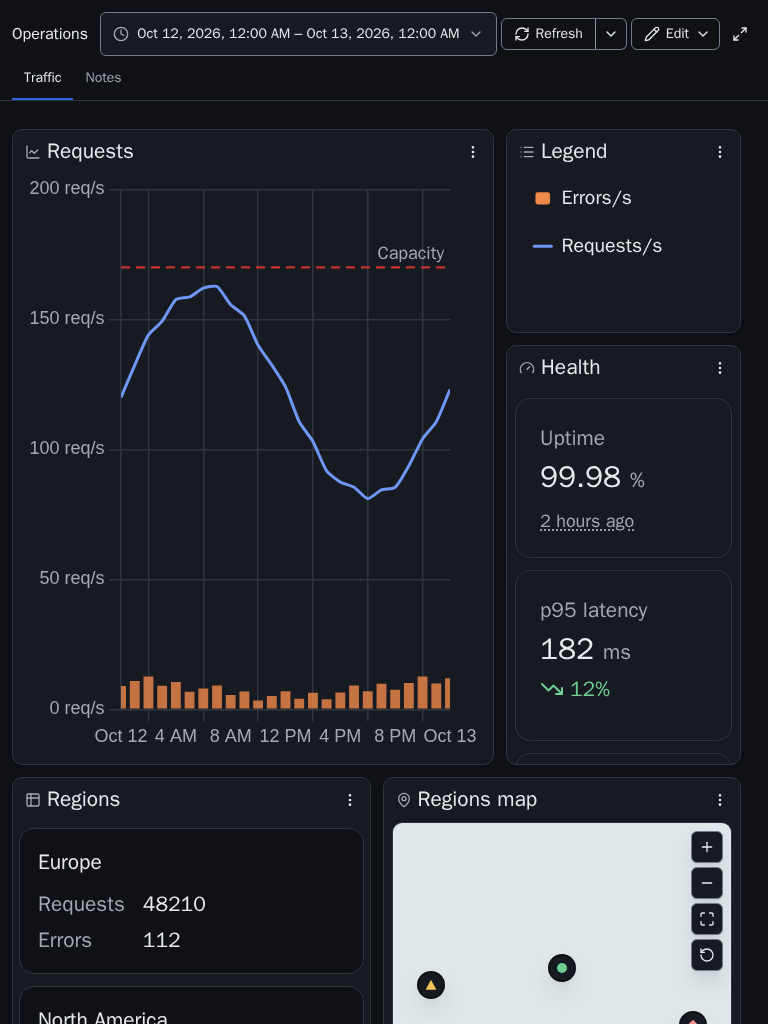 Operations
Oct 12, 2026, 12:00 AM – Oct 13, 2026, 12:00 AM
Refresh
Edit
Traffic
Notes
Requests
200 req/s
Capacity
150 req/s
100 req/s
50 req/s
0 req/s
Oct 12 4 AM 8 AM 12 PM 4 PM 8 PM Oct 13
Legend
Errors/s
Requests/s
Health
Uptime
99.98 %
2 hours ago
p95 latency
182 ms
12%
Regions
Europe
Requests 48210
Errors 112
North America
Regions map